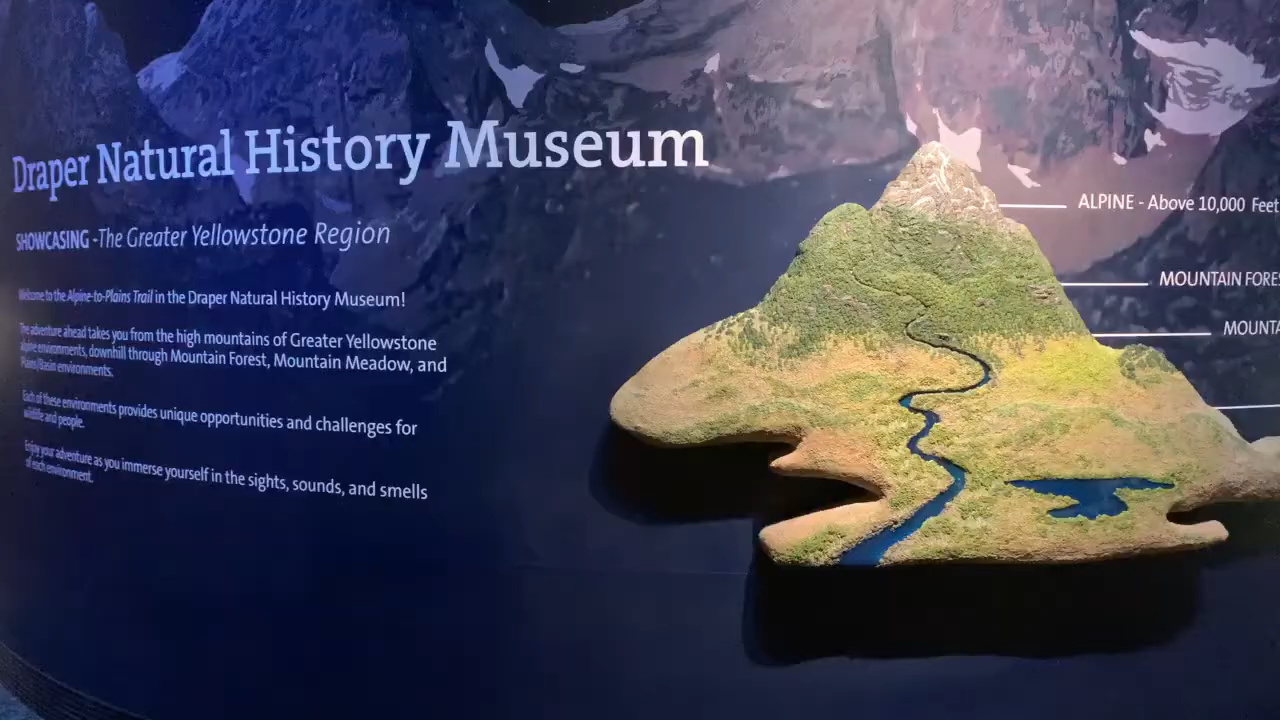 Draper Natural History Museum
SHOWCASING - The Greater Yellowstone Region
Welcome to the Alpine-to-Plains Trail in the Draper Natural History Museum!
The adventure ahead takes you from the high mountains of Greater Yellowstone
alpine environments, downhill through Mountain Forest, Mountain Meadow, and
Plains/Basin environments.
Each of these environments provides unique opportunities and challenges for
wildlife and people.
Enjoy your adventure as you immerse yourself in the sights, sounds, and smells
of each environment.
ALPINE - Above 10,000 Feet
MOUNTAIN FORES
MOUNTA